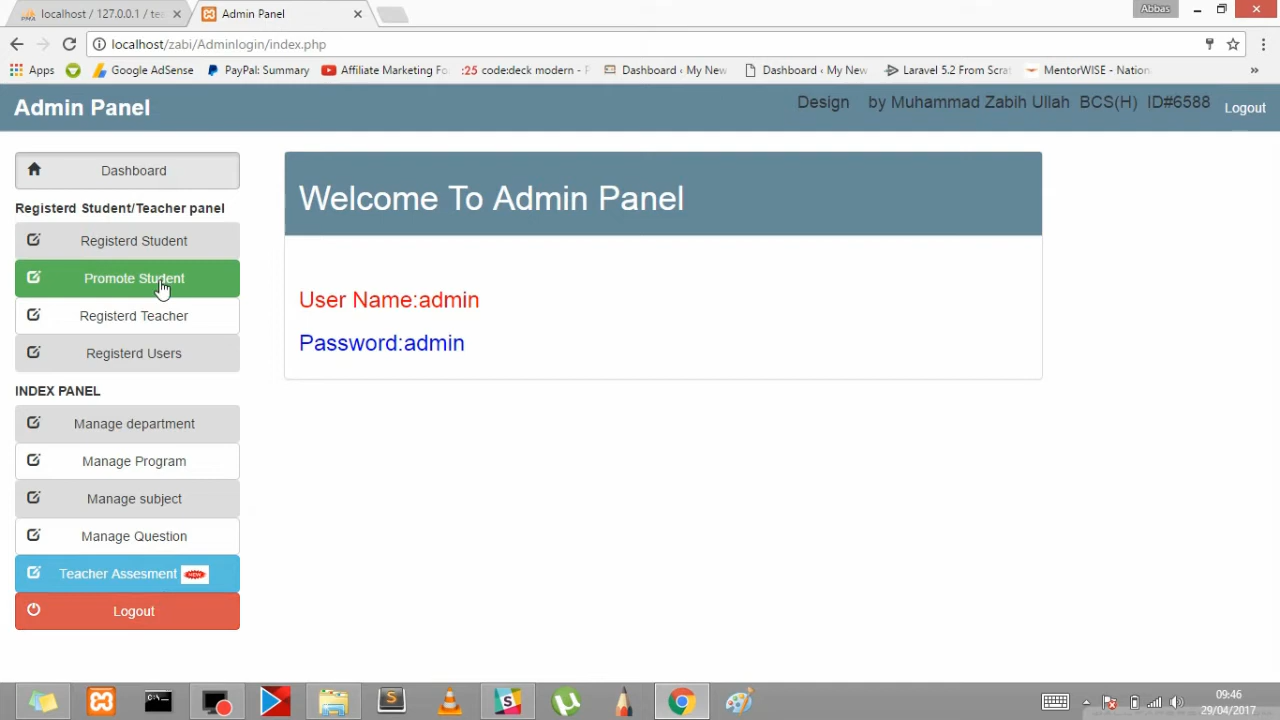 localhost / 127.0.0.1 / tea
Admin Panel
Abbas
localhost/zabi/Adminlogin/index.php
Apps
Google AdSense
PayPal: Summary
Affiliate Marketing Fo
:25 code:deck modern - F
Dashboard ‹ My New
Dashboard ‹ My New
Laravel 5.2 From Scrat
MentorWISE - Nation
»
Admin Panel
Design by Muhammad Zabih Ullah BCS(H) ID#6588
Logout
Dashboard
Registerd Student/Teacher panel
Registerd Student
Promote Student
Registerd Teacher
Registerd Users
INDEX PANEL
Manage department
Manage Program
Manage subject
Manage Question
Teacher Assesment NEW
Logout
Welcome To Admin Panel
User Name:admin
Password:admin
09:46
29/04/2017